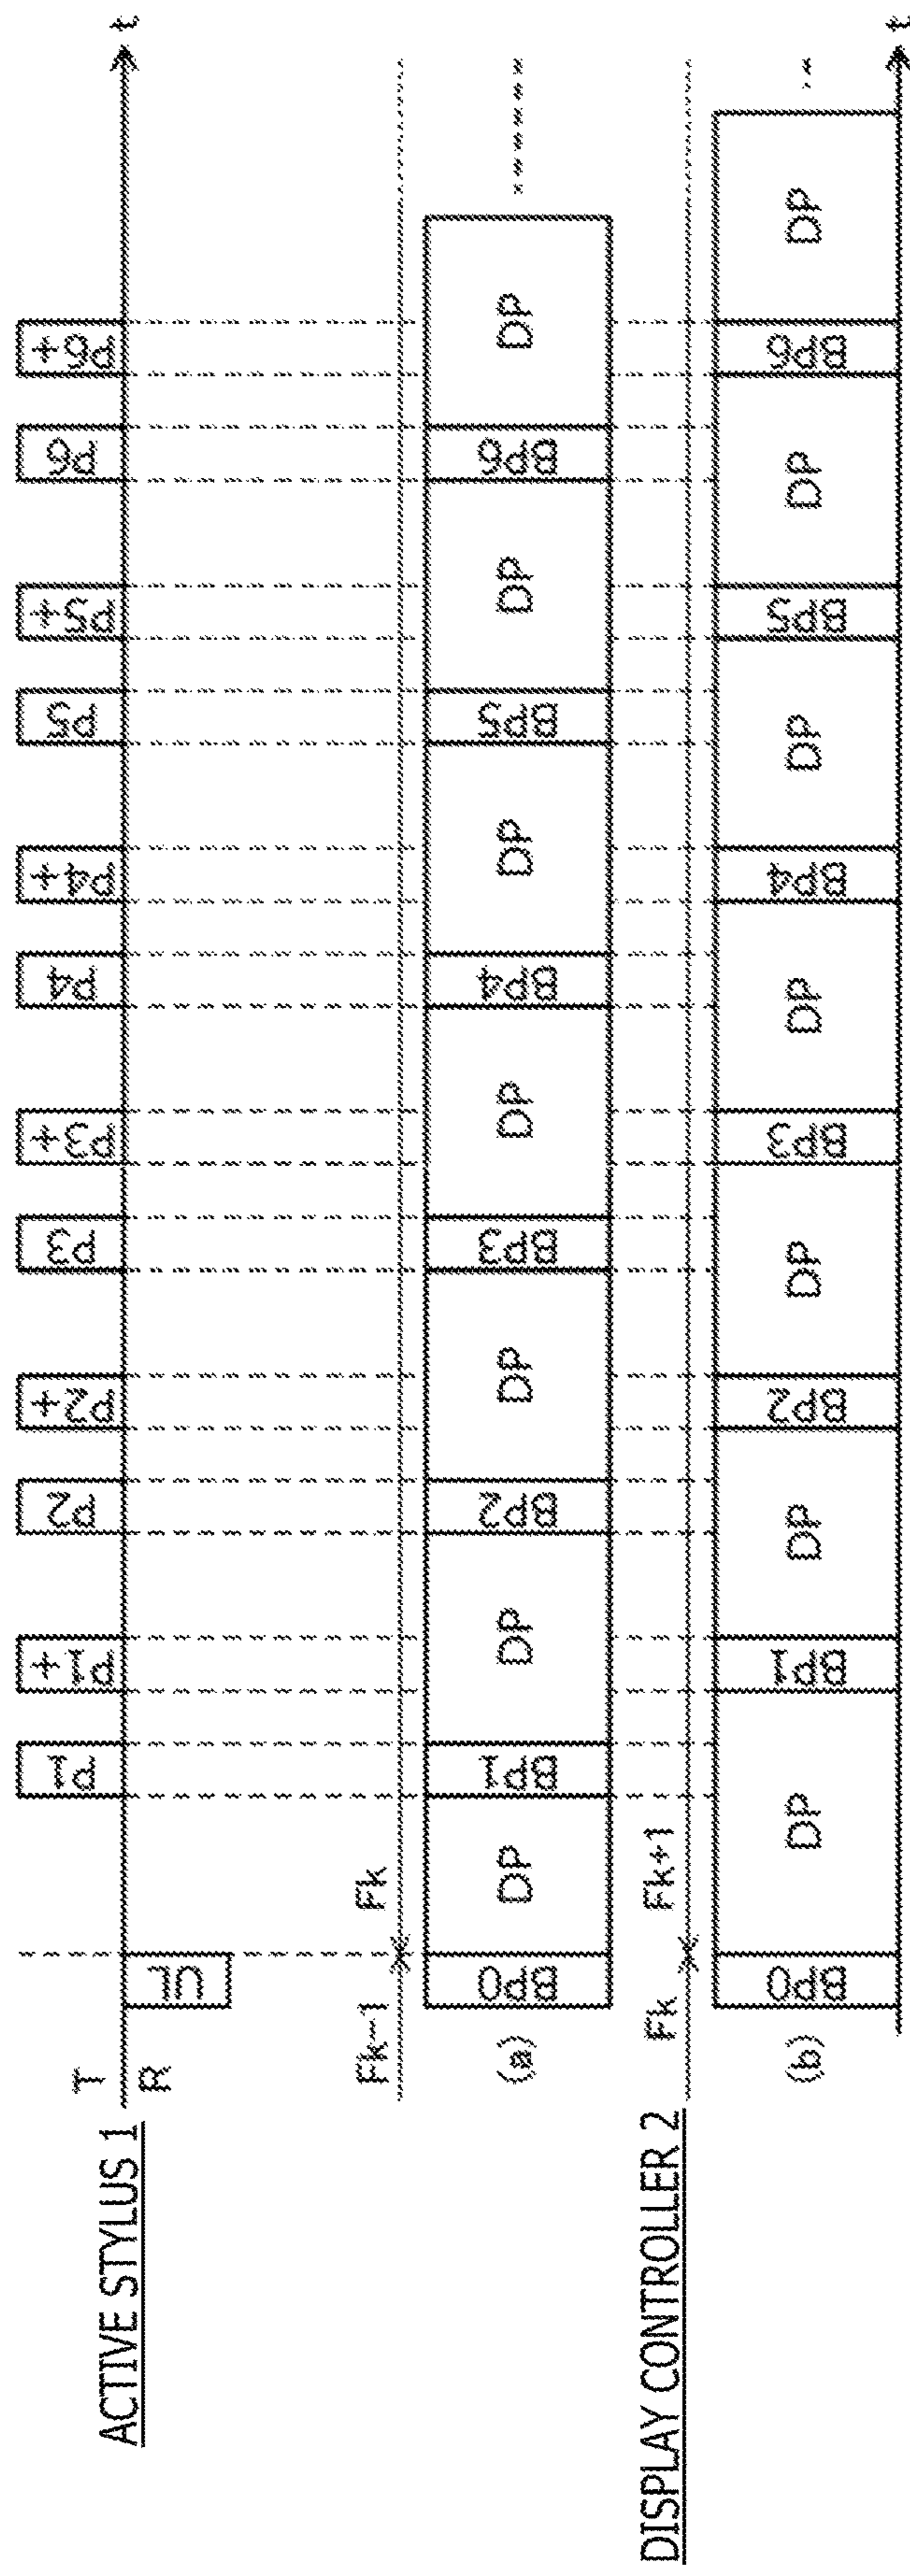 ACTIVE STYLUS 1
T
R
UL
P1
P1+
P2
P2+
P3
P3+
P4
P4+
P5
P5+
P6
P6+
t
DISPLAY CONTROLLER 2
Fk-1
Fk
(a)
BP0
DP
BP1
DP
BP2
DP
BP3
DP
BP4
DP
BP5
DP
BP6
DP
Fk
Fk+1
(b)
BP0
DP
BP1
DP
BP2
DP
BP3
DP
BP4
DP
BP5
DP
BP6
DP
t